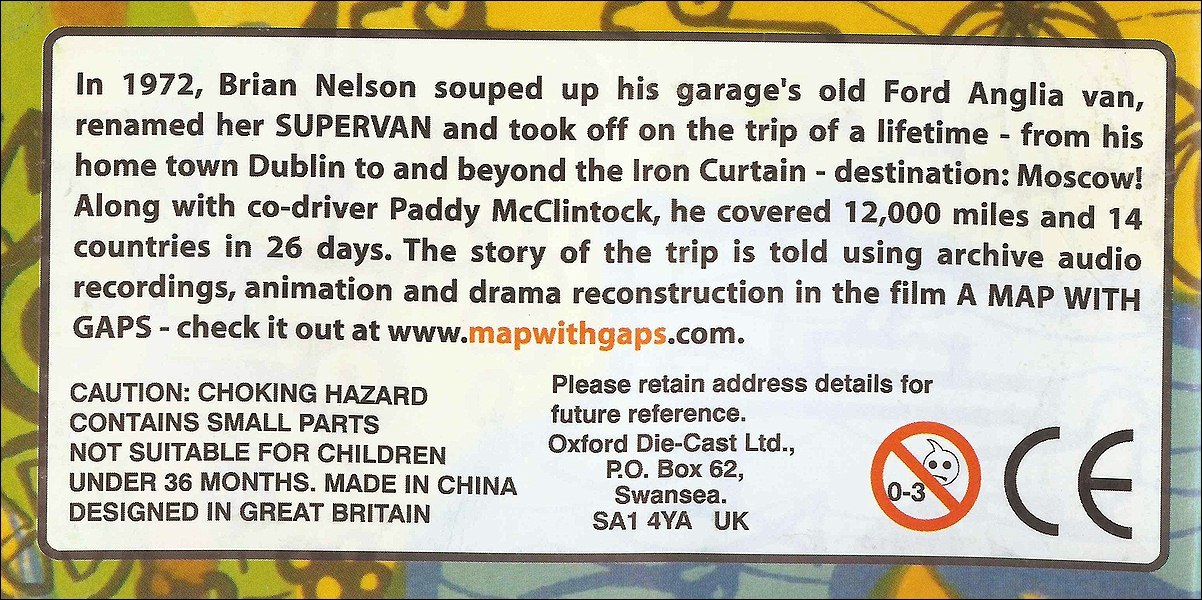 In 1972, Brian Nelson souped up his garage's old Ford Anglia van,
renamed her SUPERVAN and took off on the trip of a lifetime - from his
home town Dublin to and beyond the Iron Curtain - destination: Moscow!
Along with co-driver Paddy McClintock, he covered 12,000 miles and 14
countries in 26 days. The story of the trip is told using archive audio
recordings, animation and drama reconstruction in the film A MAP WITH
GAPS - check it out at www.mapwithgaps.com.
CAUTION: CHOKING HAZARD
CONTAINS SMALL PARTS
NOT SUITABLE FOR CHILDREN
UNDER 36 MONTHS. MADE IN CHINA
DESIGNED IN GREAT BRITAIN
Please retain address details for
future reference.
Oxford Die-Cast Ltd.,
P.O. Box 62,
Swansea.
SA1 4YA UK
0-3
CE